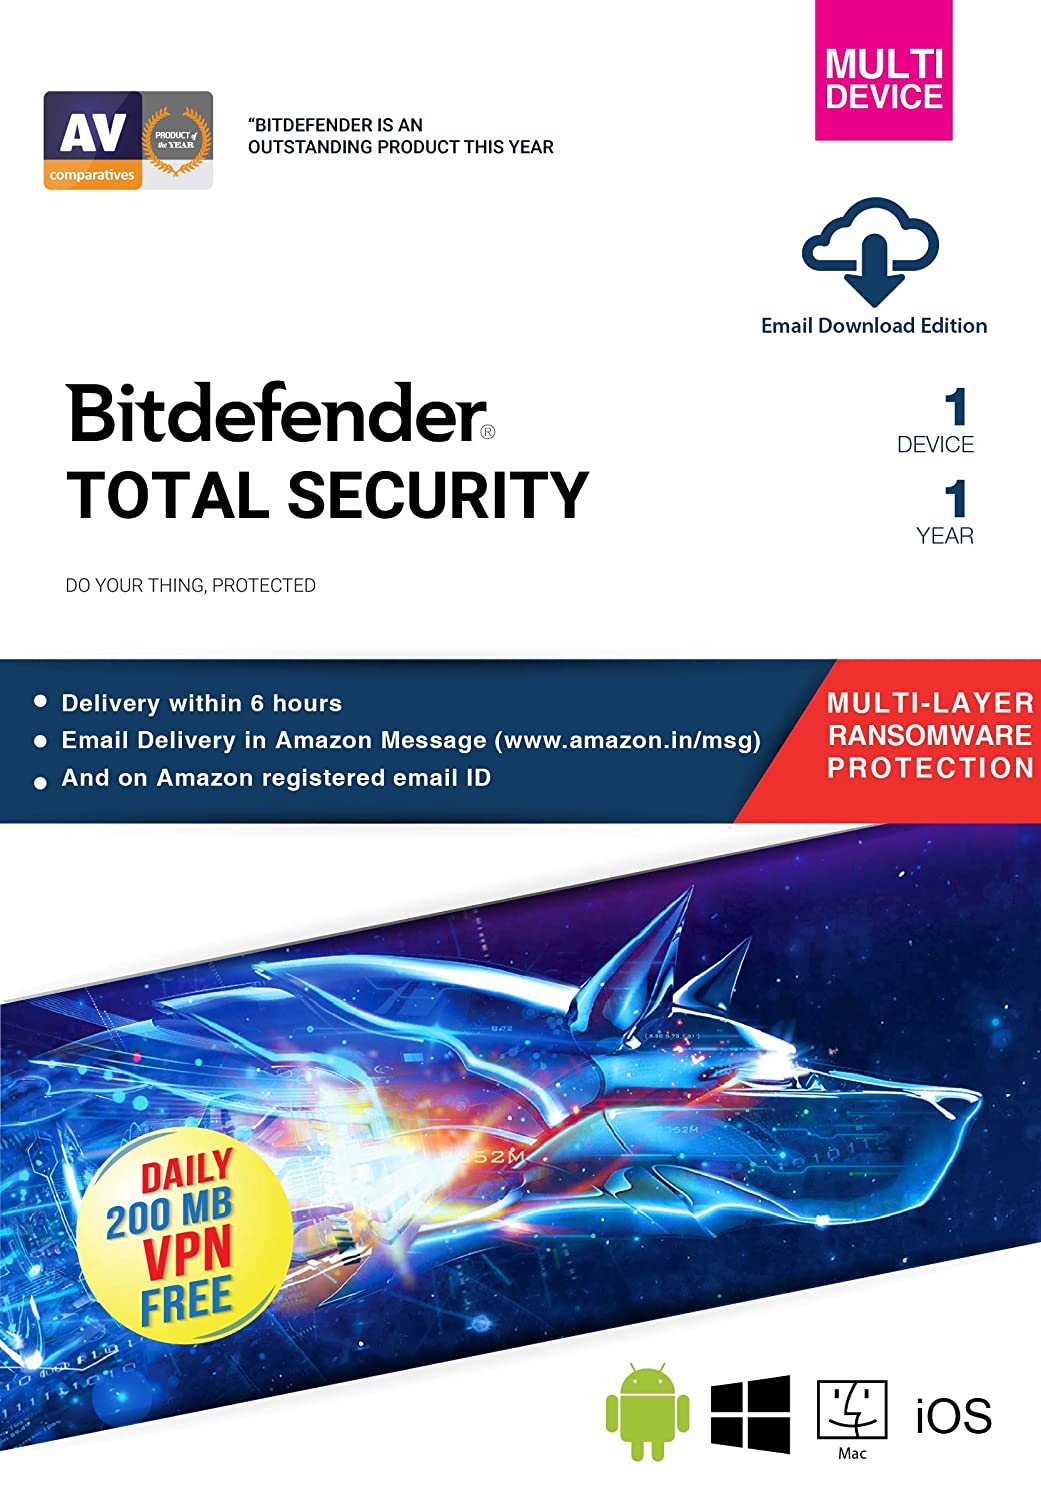 MULTI
DEVICE
AV
comparatives
PRODUCT of
the YEAR
“BITDEFENDER IS AN
OUTSTANDING PRODUCT THIS YEAR
Email Download Edition
Bitdefender®
TOTAL SECURITY
1
DEVICE
1
YEAR
DO YOUR THING, PROTECTED
Delivery within 6 hours
Email Delivery in Amazon Message (www.amazon.in/msg)
And on Amazon registered email ID
MULTI-LAYER
RANSOMWARE
PROTECTION
352M
952M
DAILY
200 MB
VPN
FREE
Mac
iOS